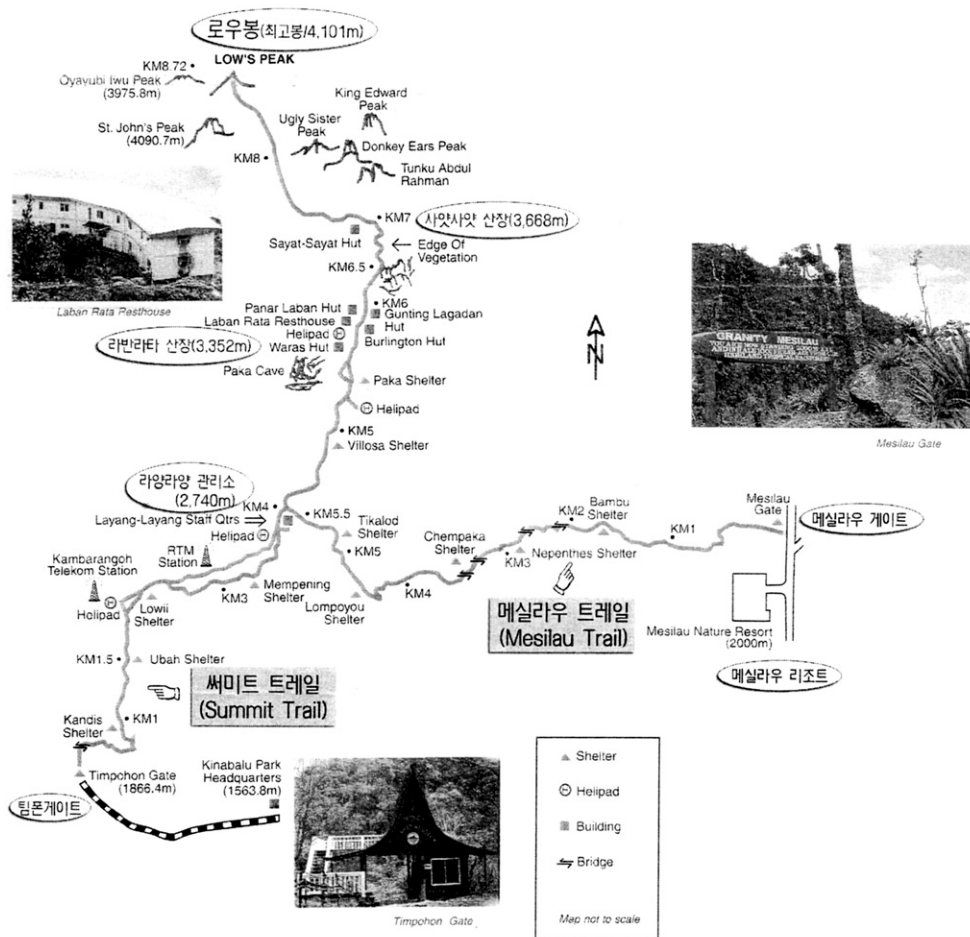 로우봉(최고봉/4,101m)
LOW'S PEAK
KM8.72
Oyayubi Iwu Peak
(3975.8m)
King Edward
Peak
St. John's Peak
(4090.7m)
Ugly Sister
Peak
Donkey Ears Peak
Tunku Abdul
Rahman
KM8
KM7
사얏사얏 산장(3,668m)
Sayat-Sayat Hut
Edge Of
Vegetation
KM6.5
Laban Rata Resthouse
KM6
Panar Laban Hut
Laban Rata Resthouse
Gunting Lagadan
Hut
Helipad
Waras Hut
Burlington Hut
라반라타 산장(3,352m)
Paka Cave
Paka Shelter
Helipad
KM5
Villosa Shelter
N
GRANITY MESILAU
Mesilau Gate
라양라양 관리소
(2,740m)
KM4
Layang-Layang Staff Qtrs
Helipad
KM5.5
Tikalod
Shelter
KM5
RTM
Station
Kambarangoh
Telekom Station
Helipad
Lowii
Shelter
KM3
Mempening
Shelter
Lompoyou
Shelter
KM4
Chempaka
Shelter
KM3
Nepenthes Shelter
KM2
Bambu
Shelter
KM1
Mesilau
Gate
메실라우 게이트
메실라우 트레일
(Mesilau Trail)
Mesilau Nature Resort
(2000m)
메실라우 리조트
KM1.5
Ubah Shelter
써미트 트레일
(Summit Trail)
Kandis
Shelter
KM1
Timpohon Gate
(1866.4m)
팀폰게이트
Kinabalu Park
Headquarters
(1563.8m)
Timpohon Gate
Shelter
Helipad
Building
Bridge
Map not to scale